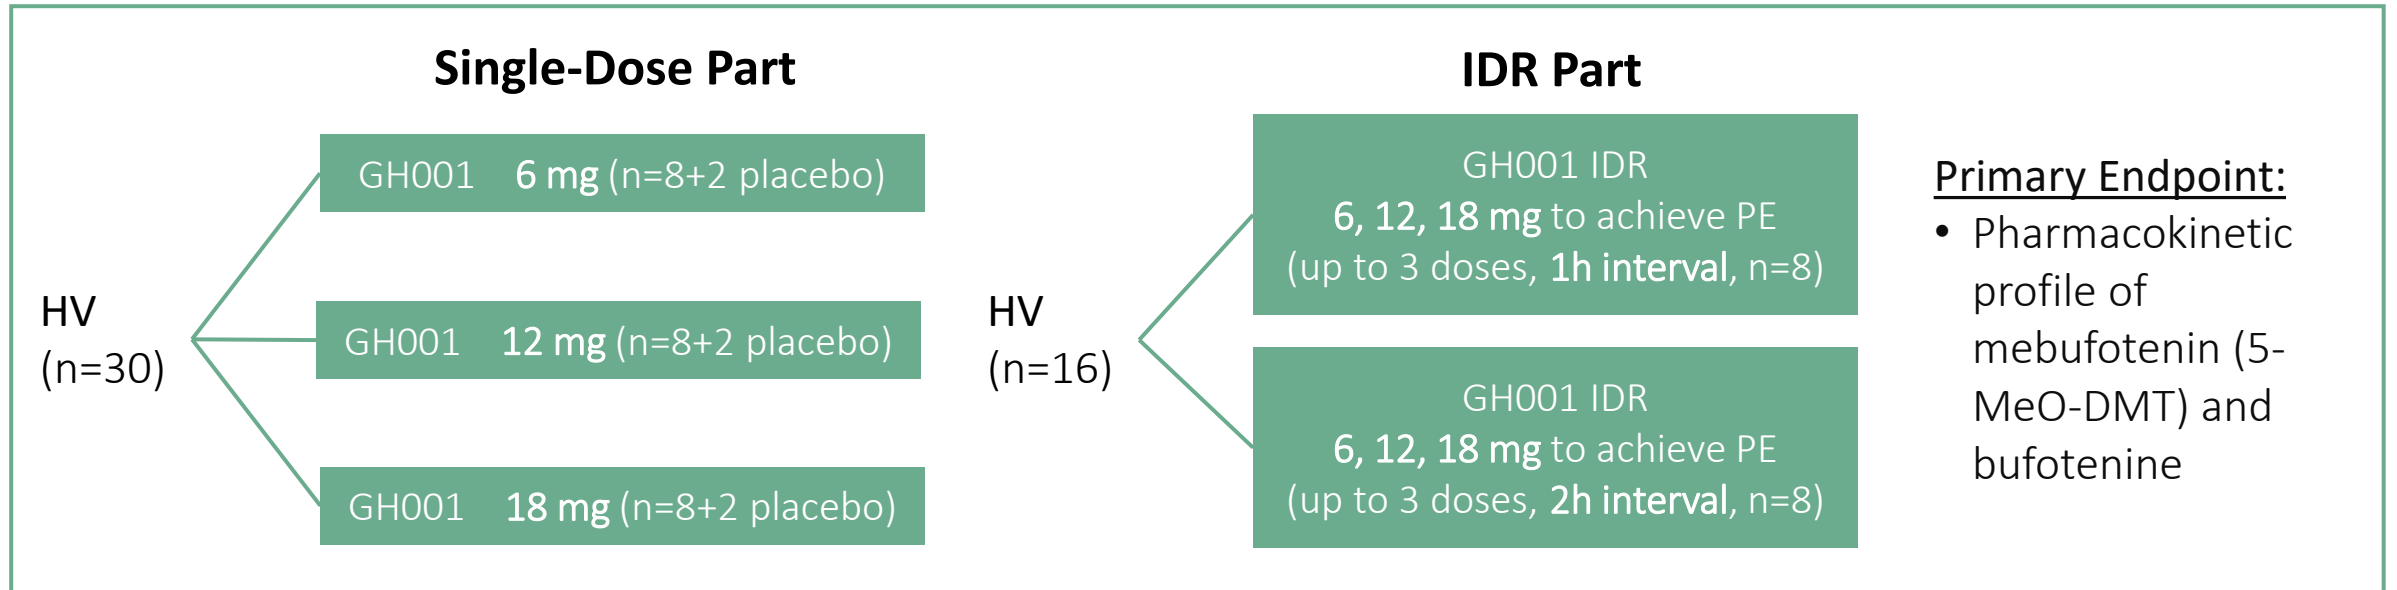 Single-Dose Part
HV
(n=30)
GH001 6 mg (n=8+2 placebo)
GH001 12 mg (n=8+2 placebo)
GH001 18 mg (n=8+2 placebo)
IDR Part
HV
(n=16)
GH001 IDR
6, 12, 18 mg to achieve PE
(up to 3 doses, 1h interval, n=8)
GH001 IDR
6, 12, 18 mg to achieve PE
(up to 3 doses, 2h interval, n=8)
Primary Endpoint:
• Pharmacokinetic
profile of
mebufotenin (5-
MeO-DMT) and
bufotenine